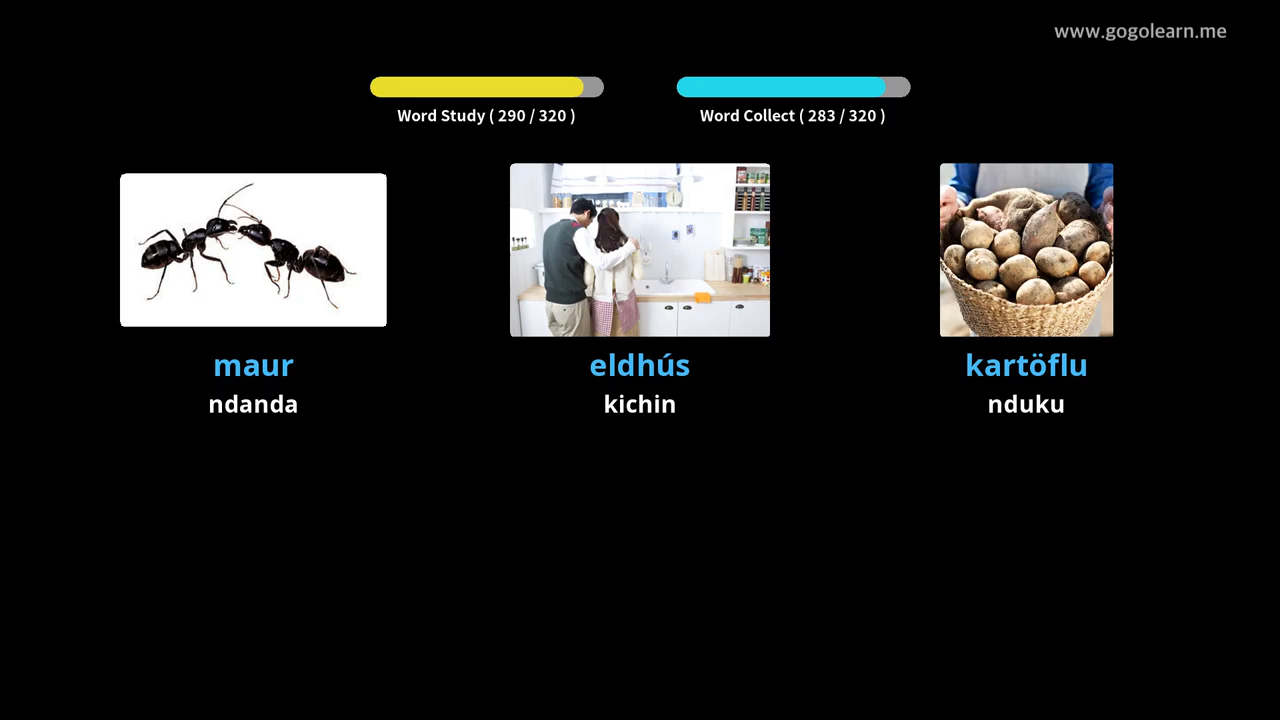 www.gogolearn.me
Word Study ( 290 / 320 )
Word Collect ( 283 / 320 )
maur
ndanda
eldhús
kichin
kartöflu
nduku